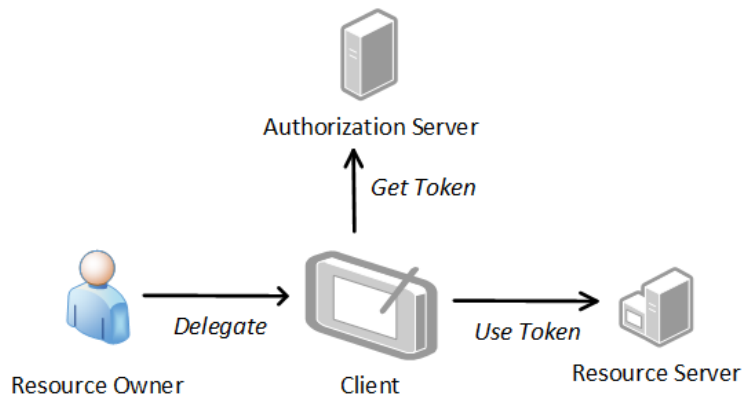 Authorization Server
Get Token
Delegate
Use Token
Resource Owner
Client
Resource Server